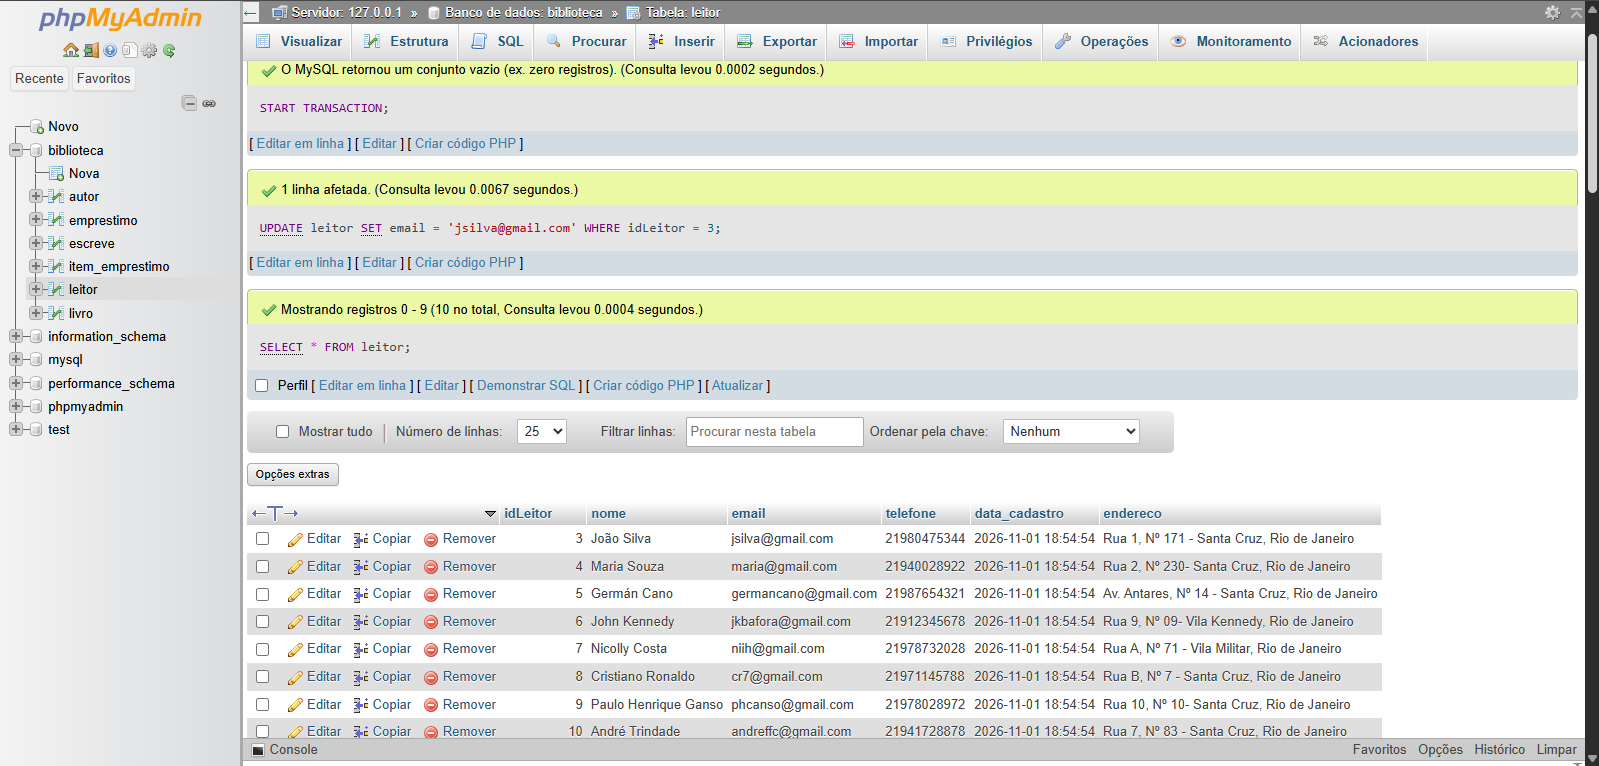 phpMyAdmin
Recente Favoritos
Novo
biblioteca
Nova
autor
emprestimo
escreve
item_emprestimo
leitor
livro
information_schema
mysql
performance_schema
phpmyadmin
test
Servidor: 127.0.0.1 » Banco de dados: biblioteca » Tabela: leitor
Visualizar Estrutura SQL Procurar Inserir Exportar Importar Privilégios Operações Monitoramento Acionadores
O MySQL retornou um conjunto vazio (ex. zero registros). (Consulta levou 0.0002 segundos.)
START TRANSACTION;
[ Editar em linha ] [ Editar ] [ Criar código PHP ]
1 linha afetada. (Consulta levou 0.0067 segundos.)
UPDATE leitor SET email = 'jsilva@gmail.com' WHERE idLeitor = 3;
[ Editar em linha ] [ Editar ] [ Criar código PHP ]
Mostrando registros 0 - 9 (10 no total, Consulta levou 0.0004 segundos.)
SELECT * FROM leitor;
Perfil [ Editar em linha ] [ Editar ] [ Demonstrar SQL ] [ Criar código PHP ] [ Atualizar ]
Mostrar tudo | Número de linhas: 25 Filtrar linhas: Procurar nesta tabela Ordenar pela chave: Nenhum
Opções extras
←T→ idLeitor nome email telefone data_cadastro endereco
Editar Copiar Remover 3 João Silva jsilva@gmail.com 21980475344 2026-11-01 18:54:54 Rua 1, Nº 171 - Santa Cruz, Rio de Janeiro
Editar Copiar Remover 4 Maria Souza maria@gmail.com 21940028922 2026-11-01 18:54:54 Rua 2, Nº 230- Santa Cruz, Rio de Janeiro
Editar Copiar Remover 5 Germán Cano germancano@gmail.com 21987654321 2026-11-01 18:54:54 Av. Antares, Nº 14 - Santa Cruz, Rio de Janeiro
Editar Copiar Remover 6 John Kennedy jkbafora@gmail.com 21912345678 2026-11-01 18:54:54 Rua 9, Nº 09- Vila Kennedy, Rio de Janeiro
Editar Copiar Remover 7 Nicolly Costa niih@gmail.com 21978732028 2026-11-01 18:54:54 Rua A, Nº 71 - Vila Militar, Rio de Janeiro
Editar Copiar Remover 8 Cristiano Ronaldo cr7@gmail.com 21971145788 2026-11-01 18:54:54 Rua B, Nº 7 - Santa Cruz, Rio de Janeiro
Editar Copiar Remover 9 Paulo Henrique Ganso phcanso@gmail.com 21978028972 2026-11-01 18:54:54 Rua 10, Nº 10- Santa Cruz, Rio de Janeiro
Editar Copiar Remover 10 André Trindade andreffc@gmail.com 21941728878 2026-11-01 18:54:54 Rua 7, Nº 83 - Santa Cruz, Rio de Janeiro
Console Favoritos Opções Histórico Limpar